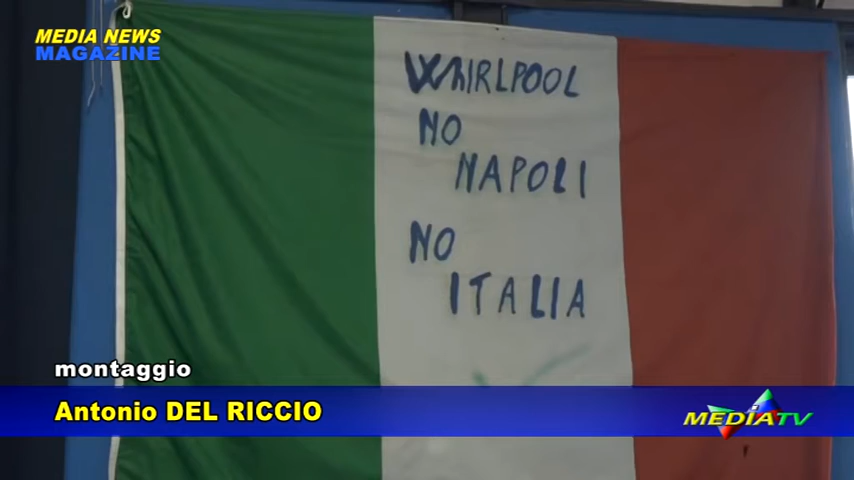 MEDIA NEWS
MAGAZINE
WhIRLPOOL
NO
NAPOLI
NO
ITALIA
montaggio
Antonio DEL RICCIO
MEDIATV